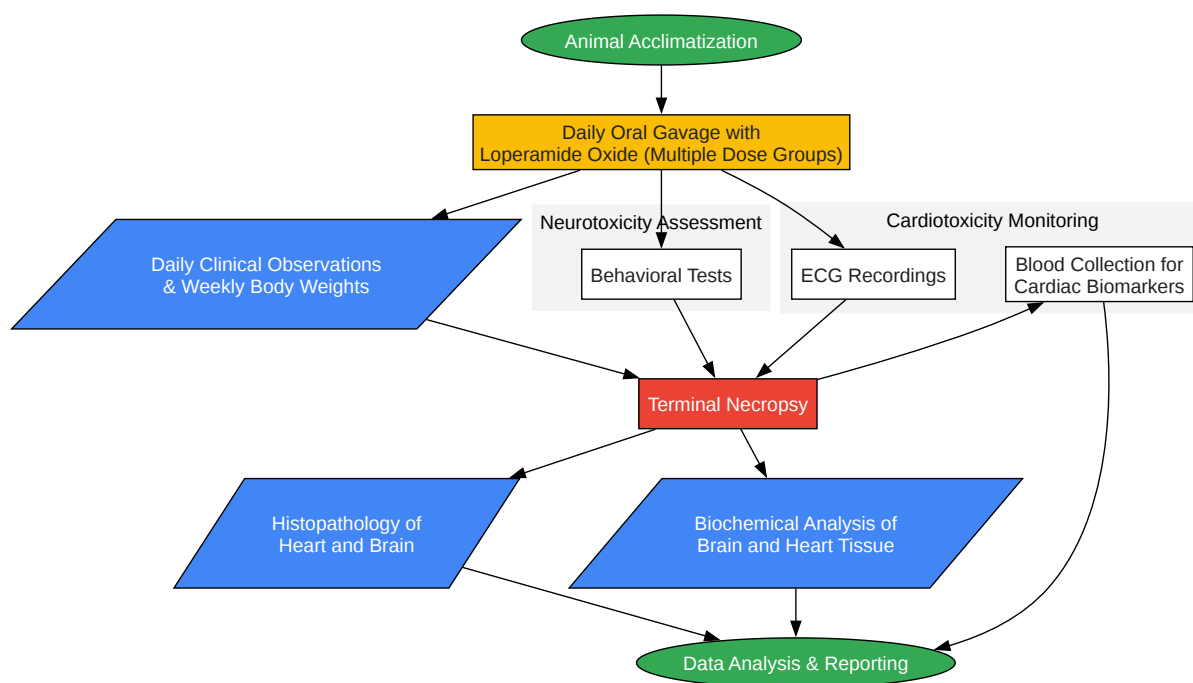 Animal Acclimatization
Daily Oral Gavage with
Loperamide Oxide (Multiple Dose Groups)
Neurotoxicity Assessment
Cardiotoxicity Monitoring
Daily Clinical Observations
& Weekly Body Weights
Behavioral Tests
ECG Recordings
Blood Collection for
Cardiac Biomarkers
Terminal Necropsy
Histopathology of
Heart and Brain
Biochemical Analysis of
Brain and Heart Tissue
Data Analysis & Reporting